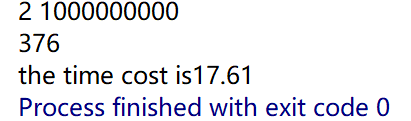 2 1000000000
376
the time cost is17.61
Process finished with exit code 0